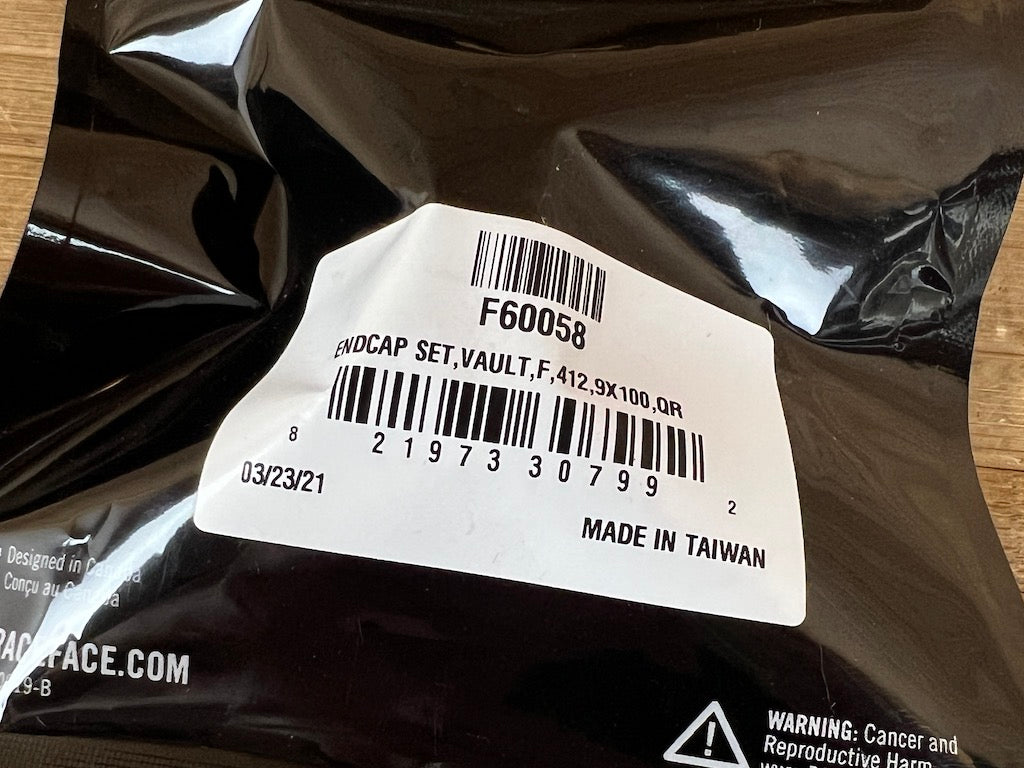 F60058
ENDCAP SET,VAULT,F,412,9X100,QR
8 21973 30799 2
03/23/21
MADE IN TAIWAN
Designed in Canada
Conçu au Canada
RACEFACE.COM
19-B
WARNING: Cancer and
Reproductive Harm